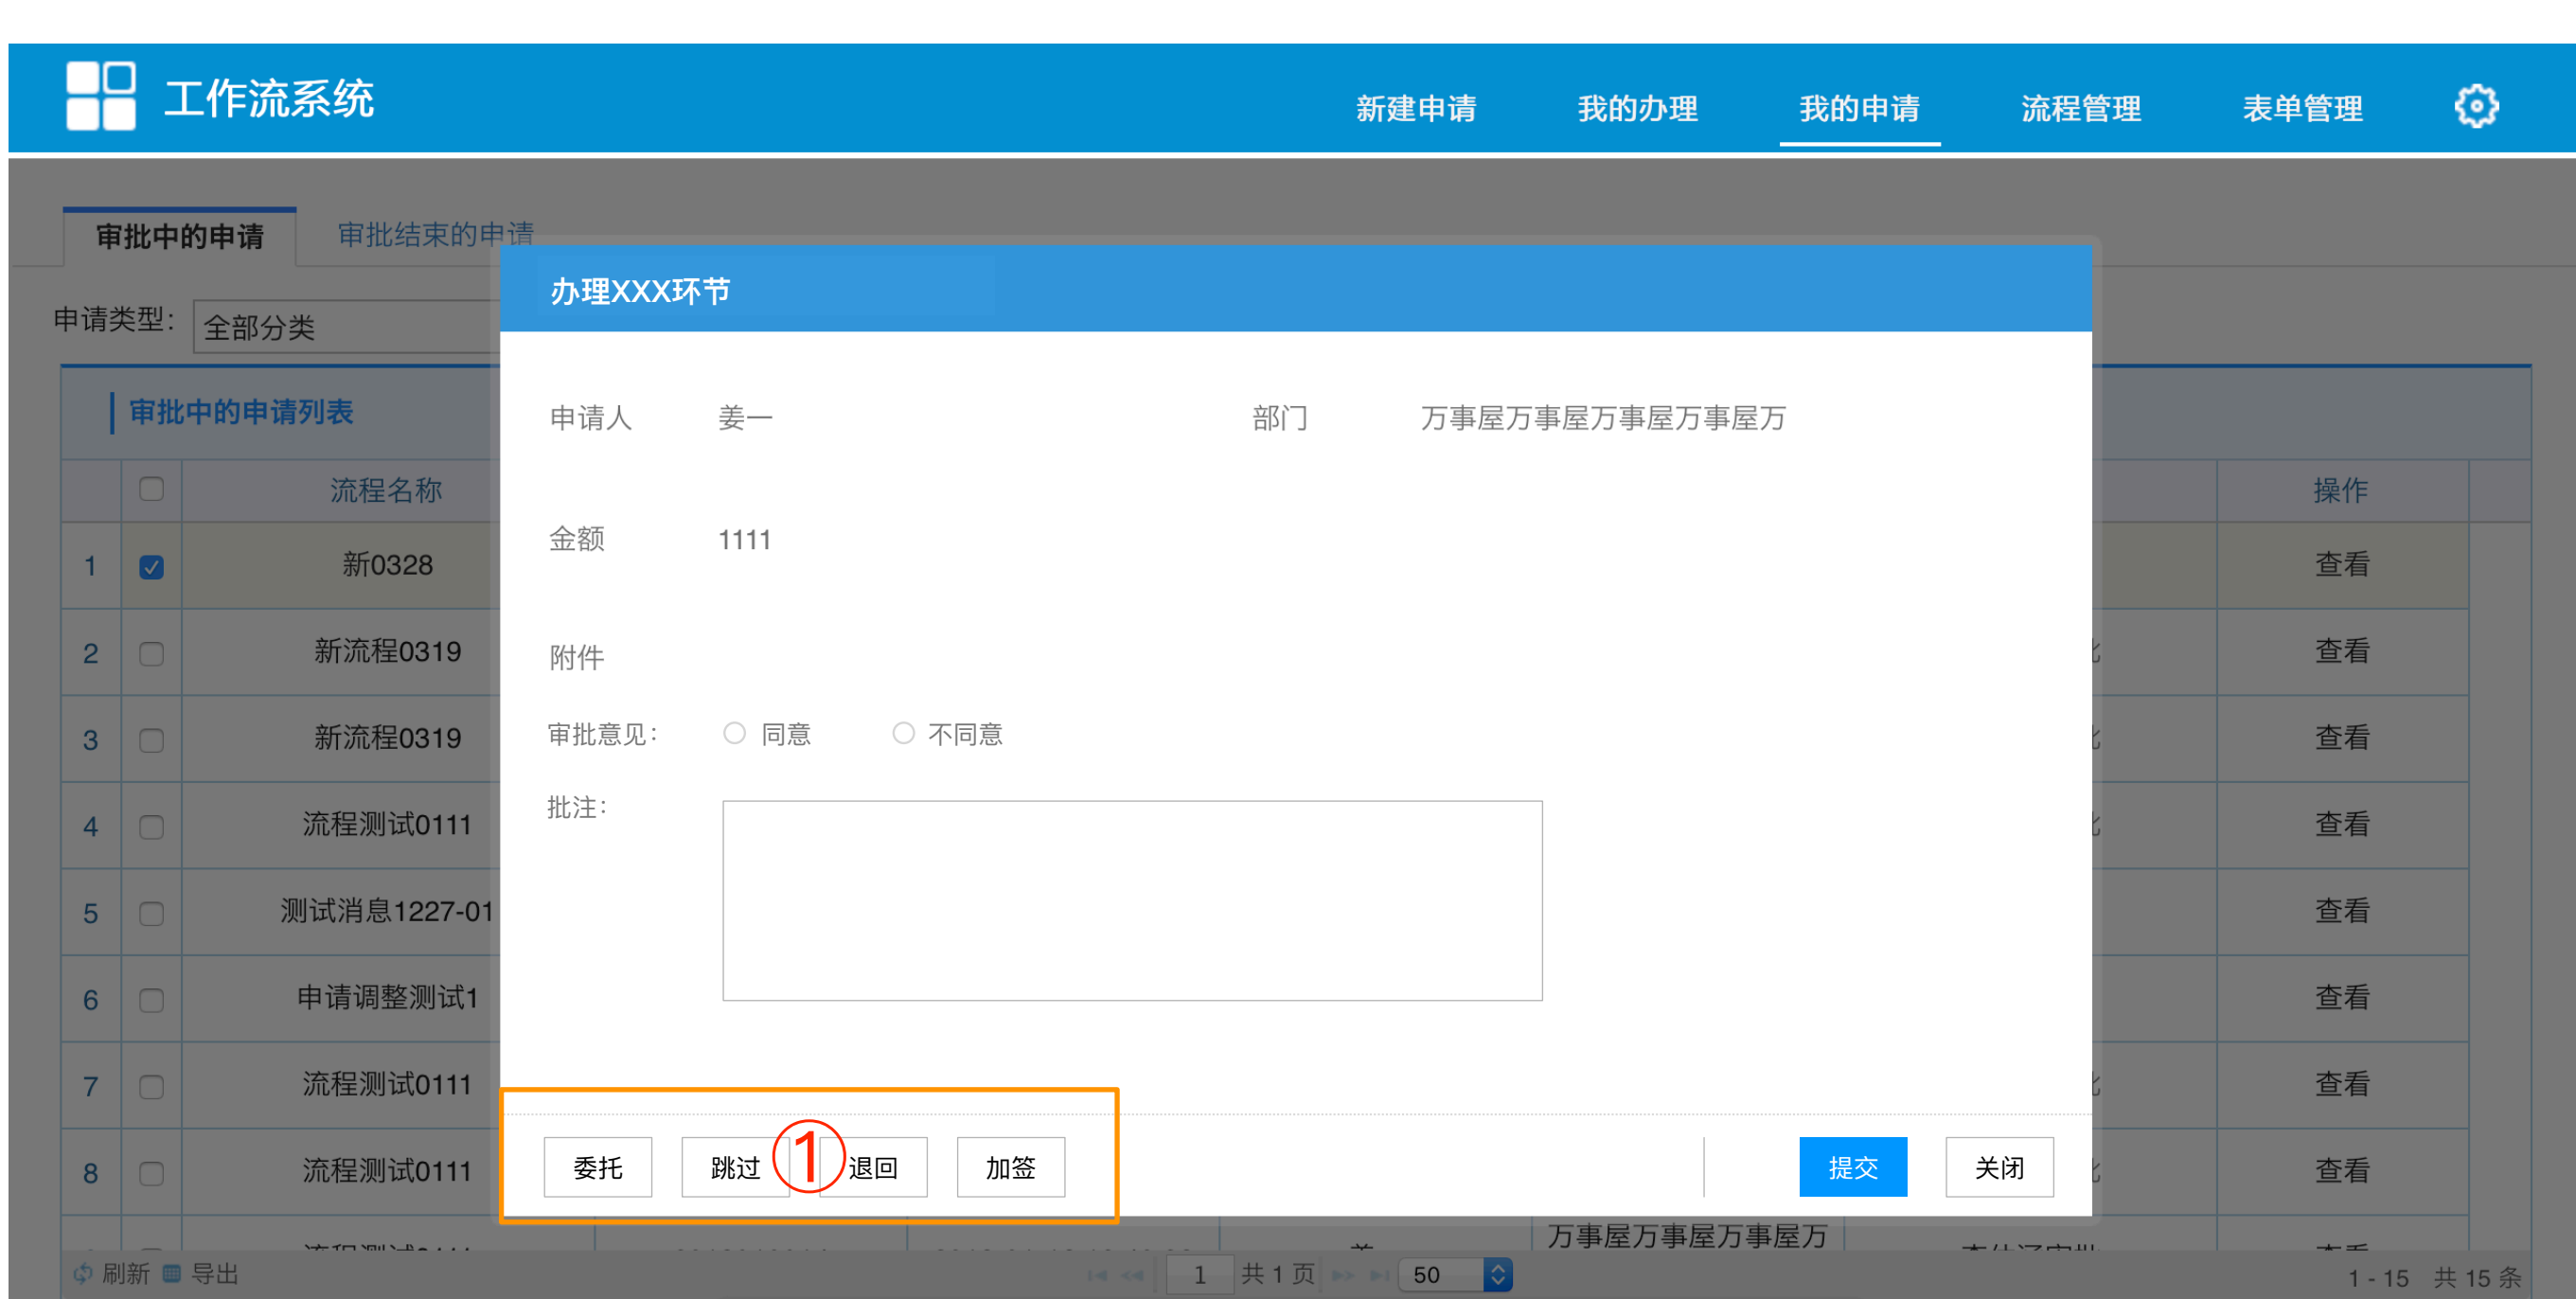 工作流系统
新建申请 我的办理 我的申请 流程管理 表单管理
审批中的申请 审批结束的申请
申请类型: 全部分类
审批中的申请列表
流程名称 操作
1 新0328 查看
2 新流程0319 查看
3 新流程0319 查看
4 流程测试0111 查看
5 测试消息1227-01 查看
6 申请调整测试1 查看
7 流程测试0111 查看
8 流程测试0111 查看
办理XXX环节
申请人 姜一 部门 万事屋万事屋万事屋万事屋万
金额 1111
附件
审批意见: 同意 不同意
批注:
委托 跳过 ① 退回 加签 提交 关闭
万事屋万事屋万事屋万
刷新 导出 1 共 1 页 50 1 - 15 共 15 条